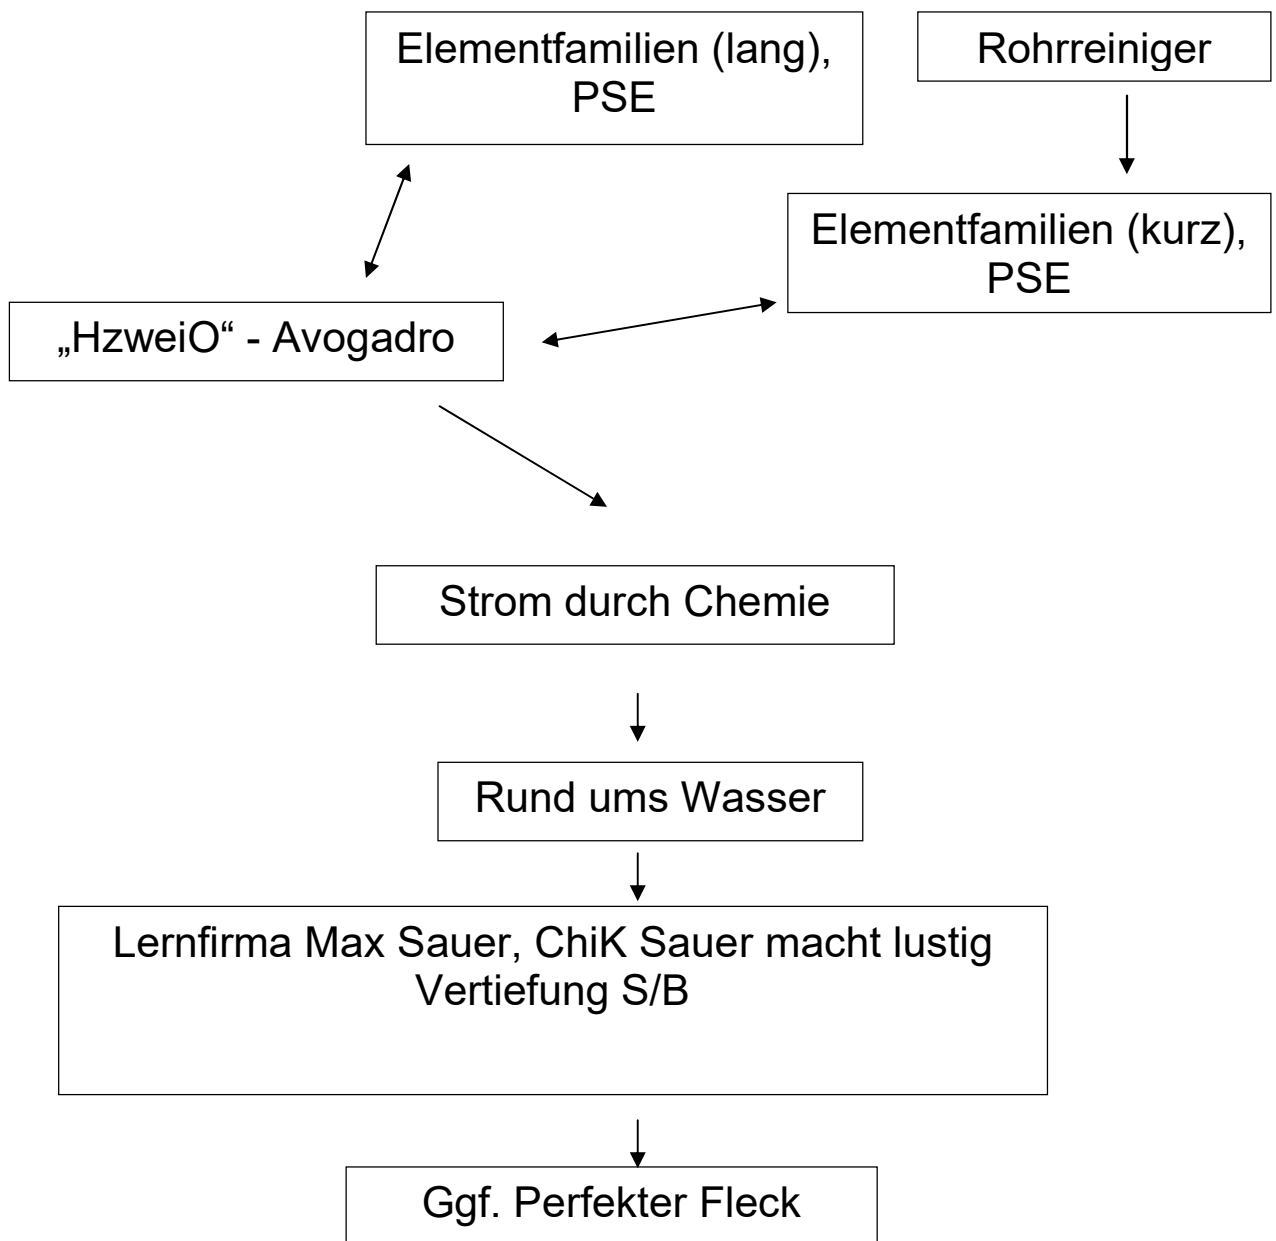 Elementfamilien (lang),
PSE
Rohrreiniger
Elementfamilien (kurz),
PSE
„HzweiO“ - Avogadro
Strom durch Chemie
Rund ums Wasser
Lernfirma Max Sauer, ChiK Sauer macht lustig
Vertiefung S/B
Ggf. Perfekter Fleck